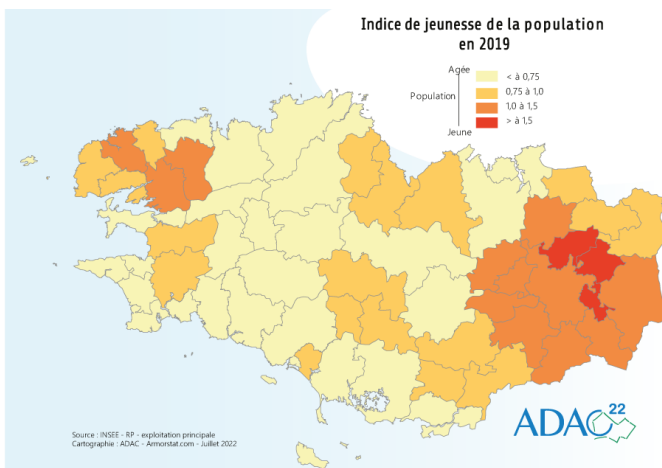 Indice de jeunesse de la population
en 2019
Agée
Population
Jeune
< à 0,75
0,75 à 1,0
1,0 à 1,5
> à 1,5
Source : INSEE - RP - exploitation principale
Cartographie : ADAC - Armorstat.com - Juillet 2022
ADAC 22